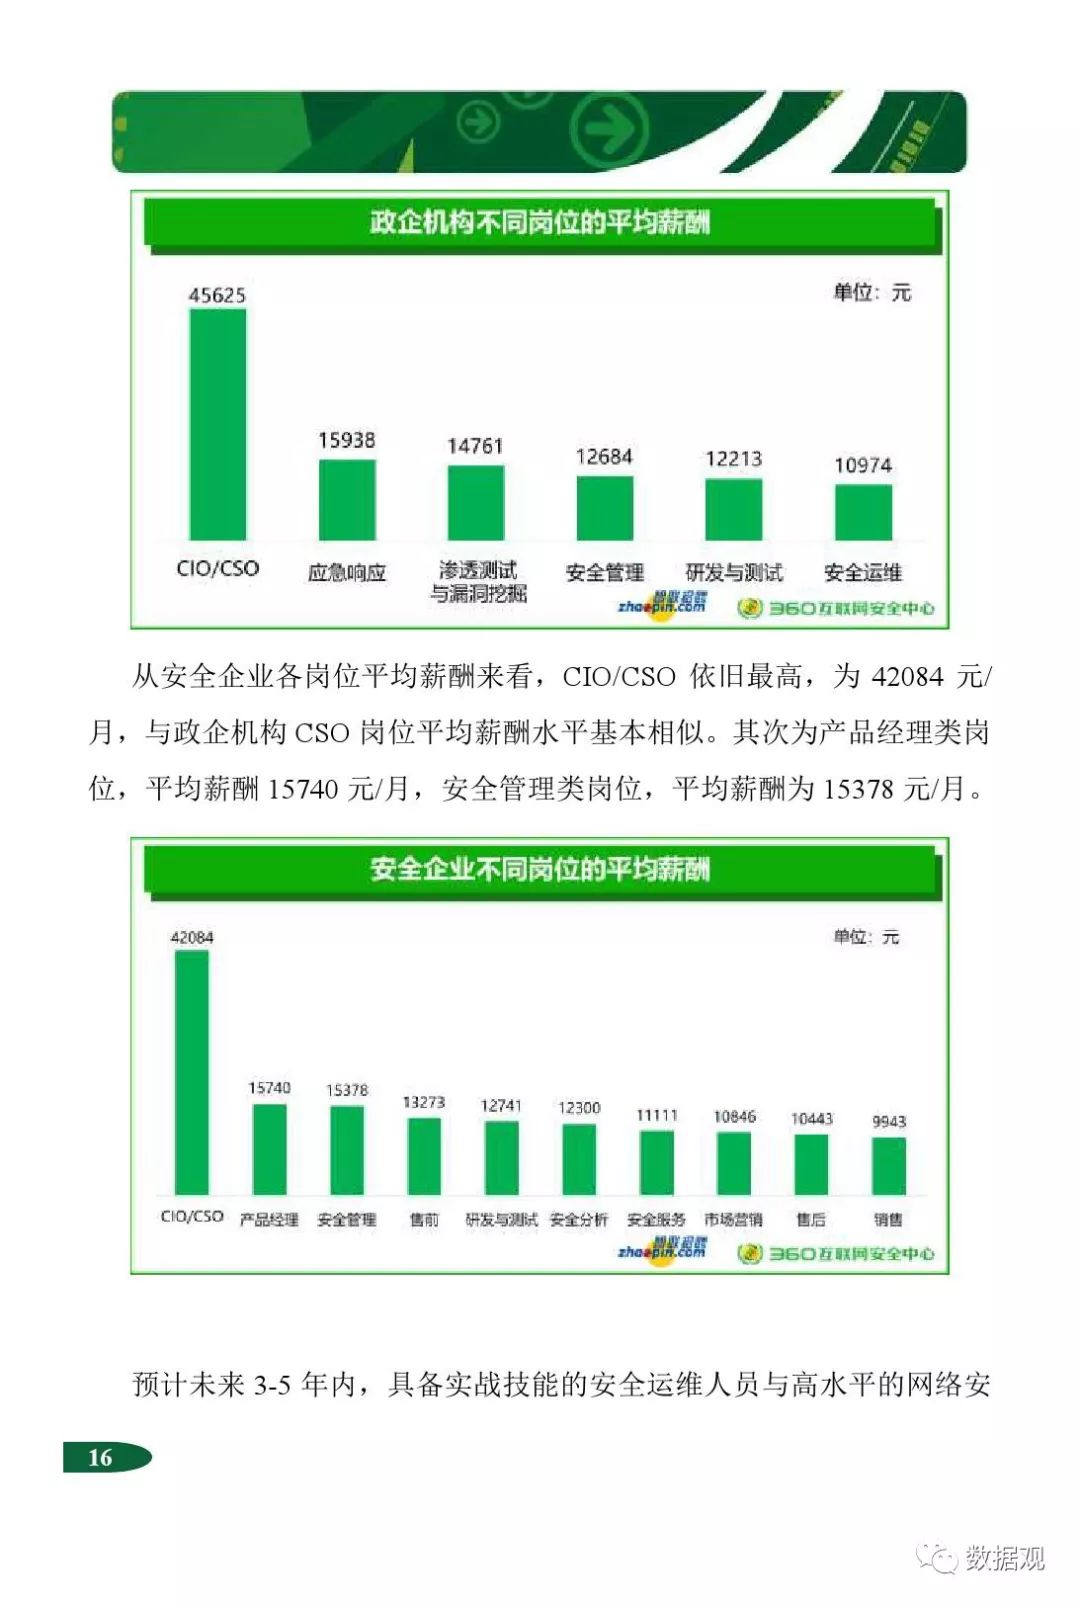 政企机构不同岗位的平均薪酬
单位：元
45625
15938
14761
12684
12213
10974
CIO/CSO
应急响应
渗透测试
与漏洞挖掘
安全管理
研发与测试
安全运维
智联招聘
zhaopin.com
360互联网安全中心
从安全企业各岗位平均薪酬来看，CIO/CSO 依旧最高，为 42084 元/
月，与政企机构 CSO 岗位平均薪酬水平基本相似。其次为产品经理类岗
位，平均薪酬 15740 元/月，安全管理类岗位，平均薪酬为 15378 元/月。
安全企业不同岗位的平均薪酬
单位：元
42084
15740
15378
13273
12741
12300
11111
10846
10443
9943
CIO/CSO
产品经理
安全管理
售前
研发与测试
安全分析
安全服务
市场营销
售后
销售
智联招聘
zhaopin.com
360互联网安全中心
预计未来 3-5 年内，具备实战技能的安全运维人员与高水平的网络安
16
数据观